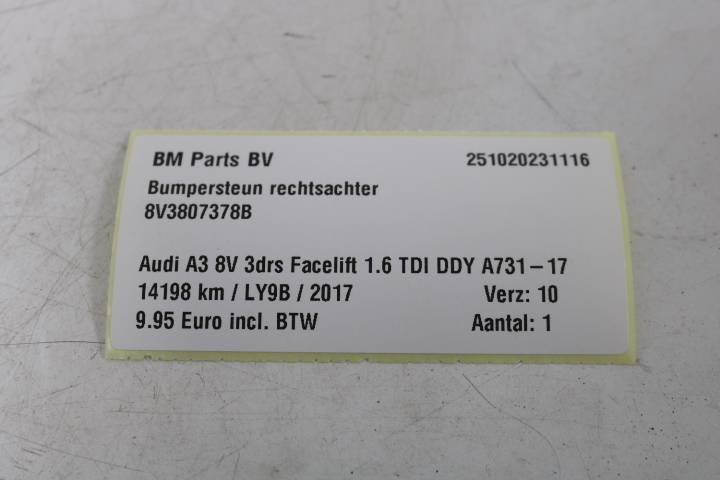 BM Parts BV 251020231116
Bumpersteun rechtsachter
8V3807378B
Audi A3 8V 3drs Facelift 1.6 TDI DDY A731-17
14198 km / LY9B / 2017 Verz: 10
9.95 Euro incl. BTW Aantal: 1